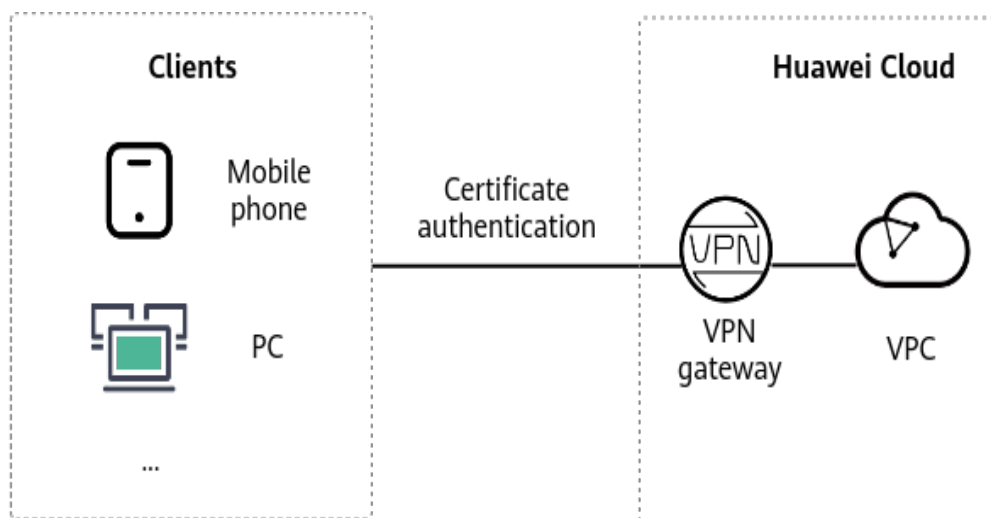 Clients
Huawei Cloud
Mobile
phone
Certificate
authentication
VPN
VPN
gateway
VPC
PC
...